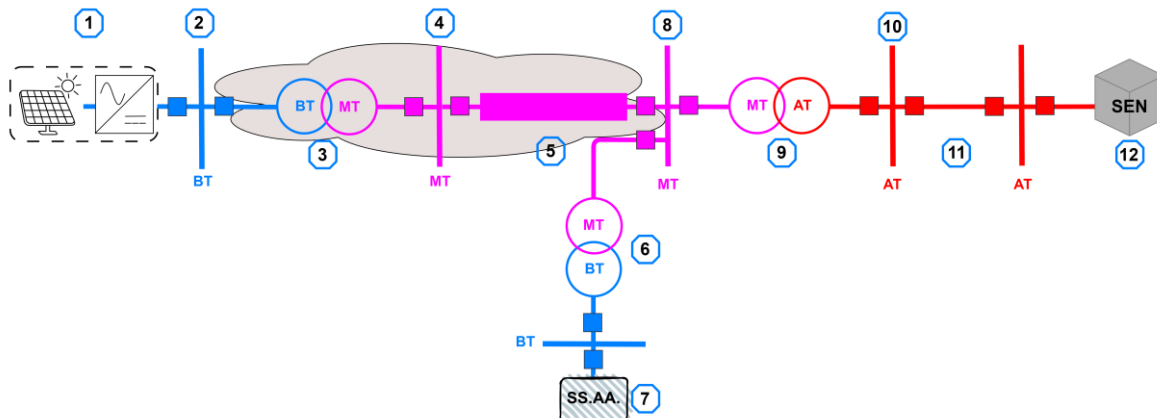 1 2 4 8 10
BT MT MT AT SEN
3 5 9 11 12
BT MT MT AT AT
MT
6
BT
BT
SS.AA. 7